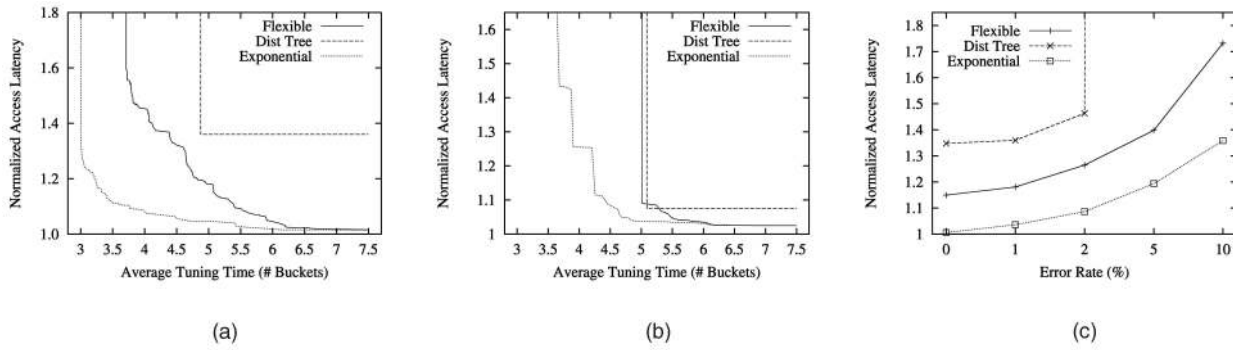 1.8
1.6
1.4
1.2
1.0
Normalized Access Latency
Flexible
Dist Tree
Exponential
3 3.5 4 4.5 5 5.5 6 6.5 7 7.5
Average Tuning Time (# Buckets)
(a)
1.6
1.5
1.4
1.3
1.2
1.1
1
Normalized Access Latency
Flexible
Dist Tree
Exponential
3 3.5 4 4.5 5 5.5 6 6.5 7 7.5
Average Tuning Time (# Buckets)
(b)
1.8
1.7
1.6
1.5
1.4
1.3
1.2
1.1
1
Normalized Access Latency
Flexible
Dist Tree
Exponential
0 1 2 5 10
Error Rate (%)
(c)